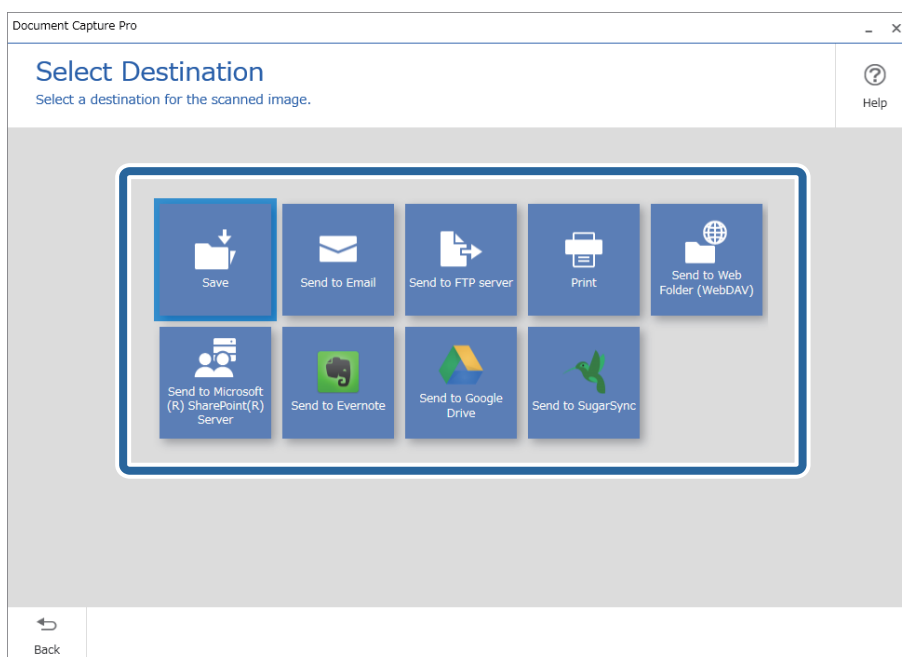 Document Capture Pro
Select Destination
Select a destination for the scanned image.
Help
Save
Send to Email
Send to FTP server
Print
Send to Web
Folder (WebDAV)
Send to Microsoft
(R) SharePoint(R)
Server
Send to Evernote
Send to Google
Drive
Send to SugarSync
Back